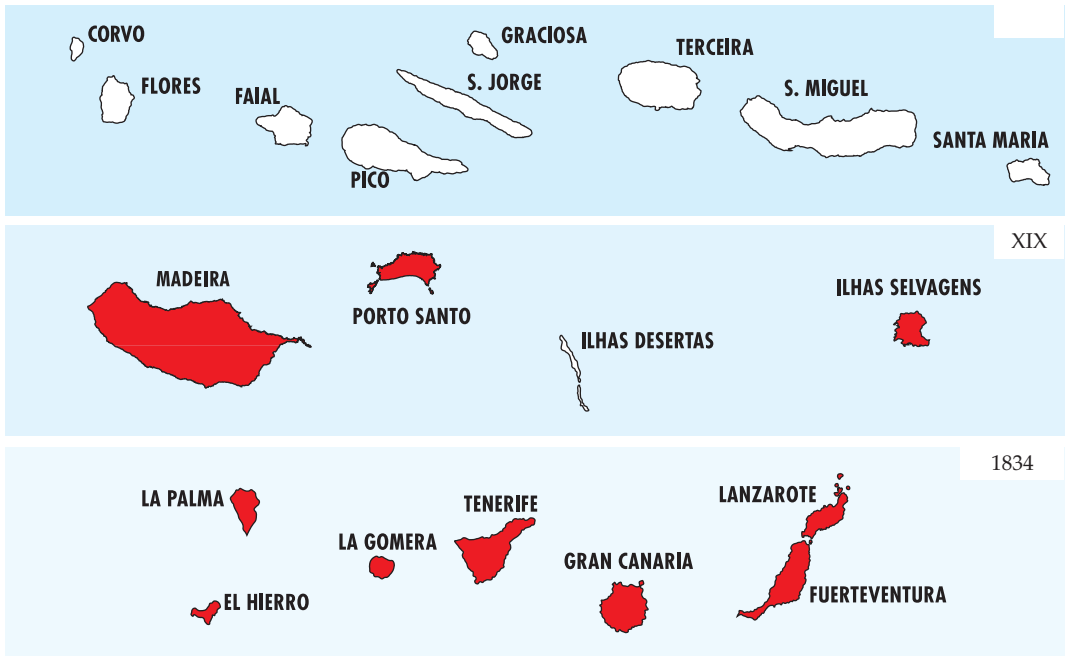 CORVO
FLORES
FAIAL
PICO
GRACIOSA
S. JORGE
TERCEIRA
S. MIGUEL
SANTA MARIA
XIX
MADEIRA
PORTO SANTO
ILHAS DESERTAS
ILHAS SELVAGENS
1834
LA PALMA
EL HIERRO
LA GOMERA
TENERIFE
GRAN CANARIA
LANZAROTE
FUERTEVENTURA